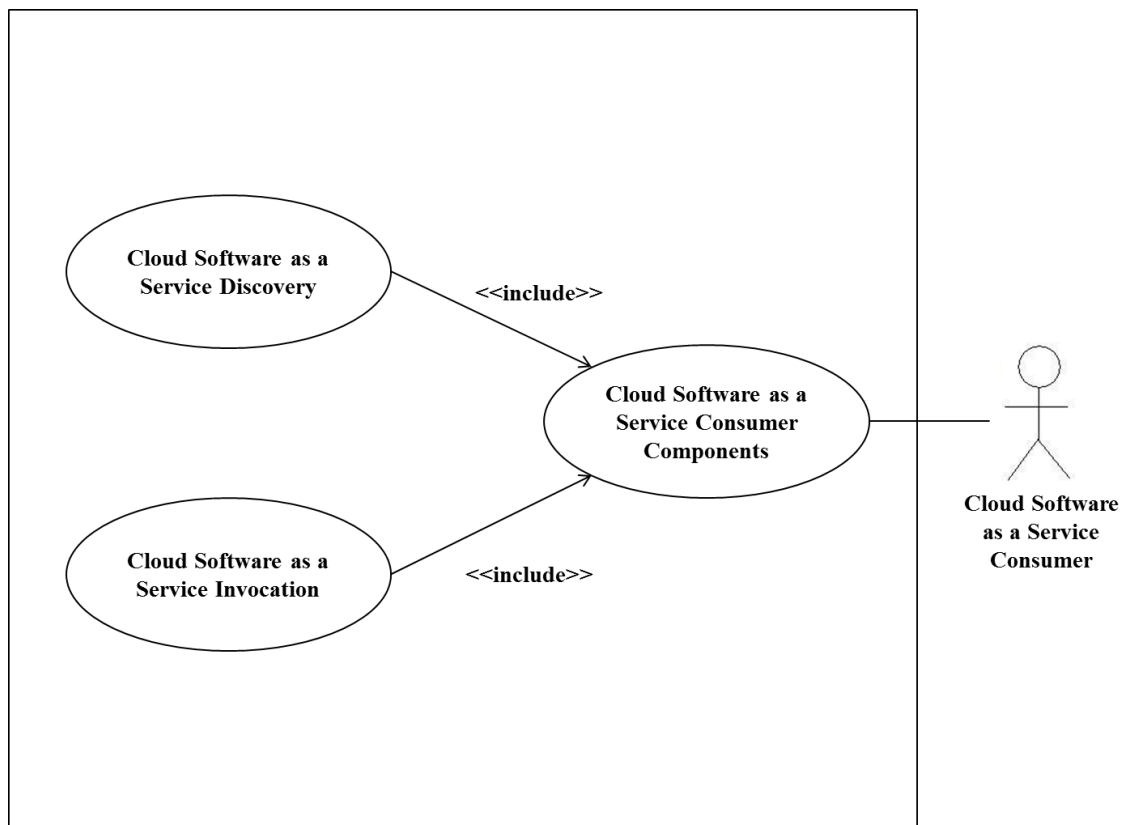 Cloud Software as a
Service Discovery
<<include>>
Cloud Software as a
Service Consumer
Components
Cloud Software as a
Service Invocation
<<include>>
Cloud Software
as a Service
Consumer